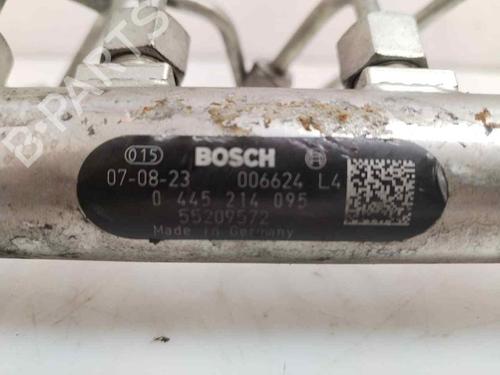 B-PARTS
015 BOSCH
07-08-23 006624 L4
0 445 214 095
55209572
Made in Germany